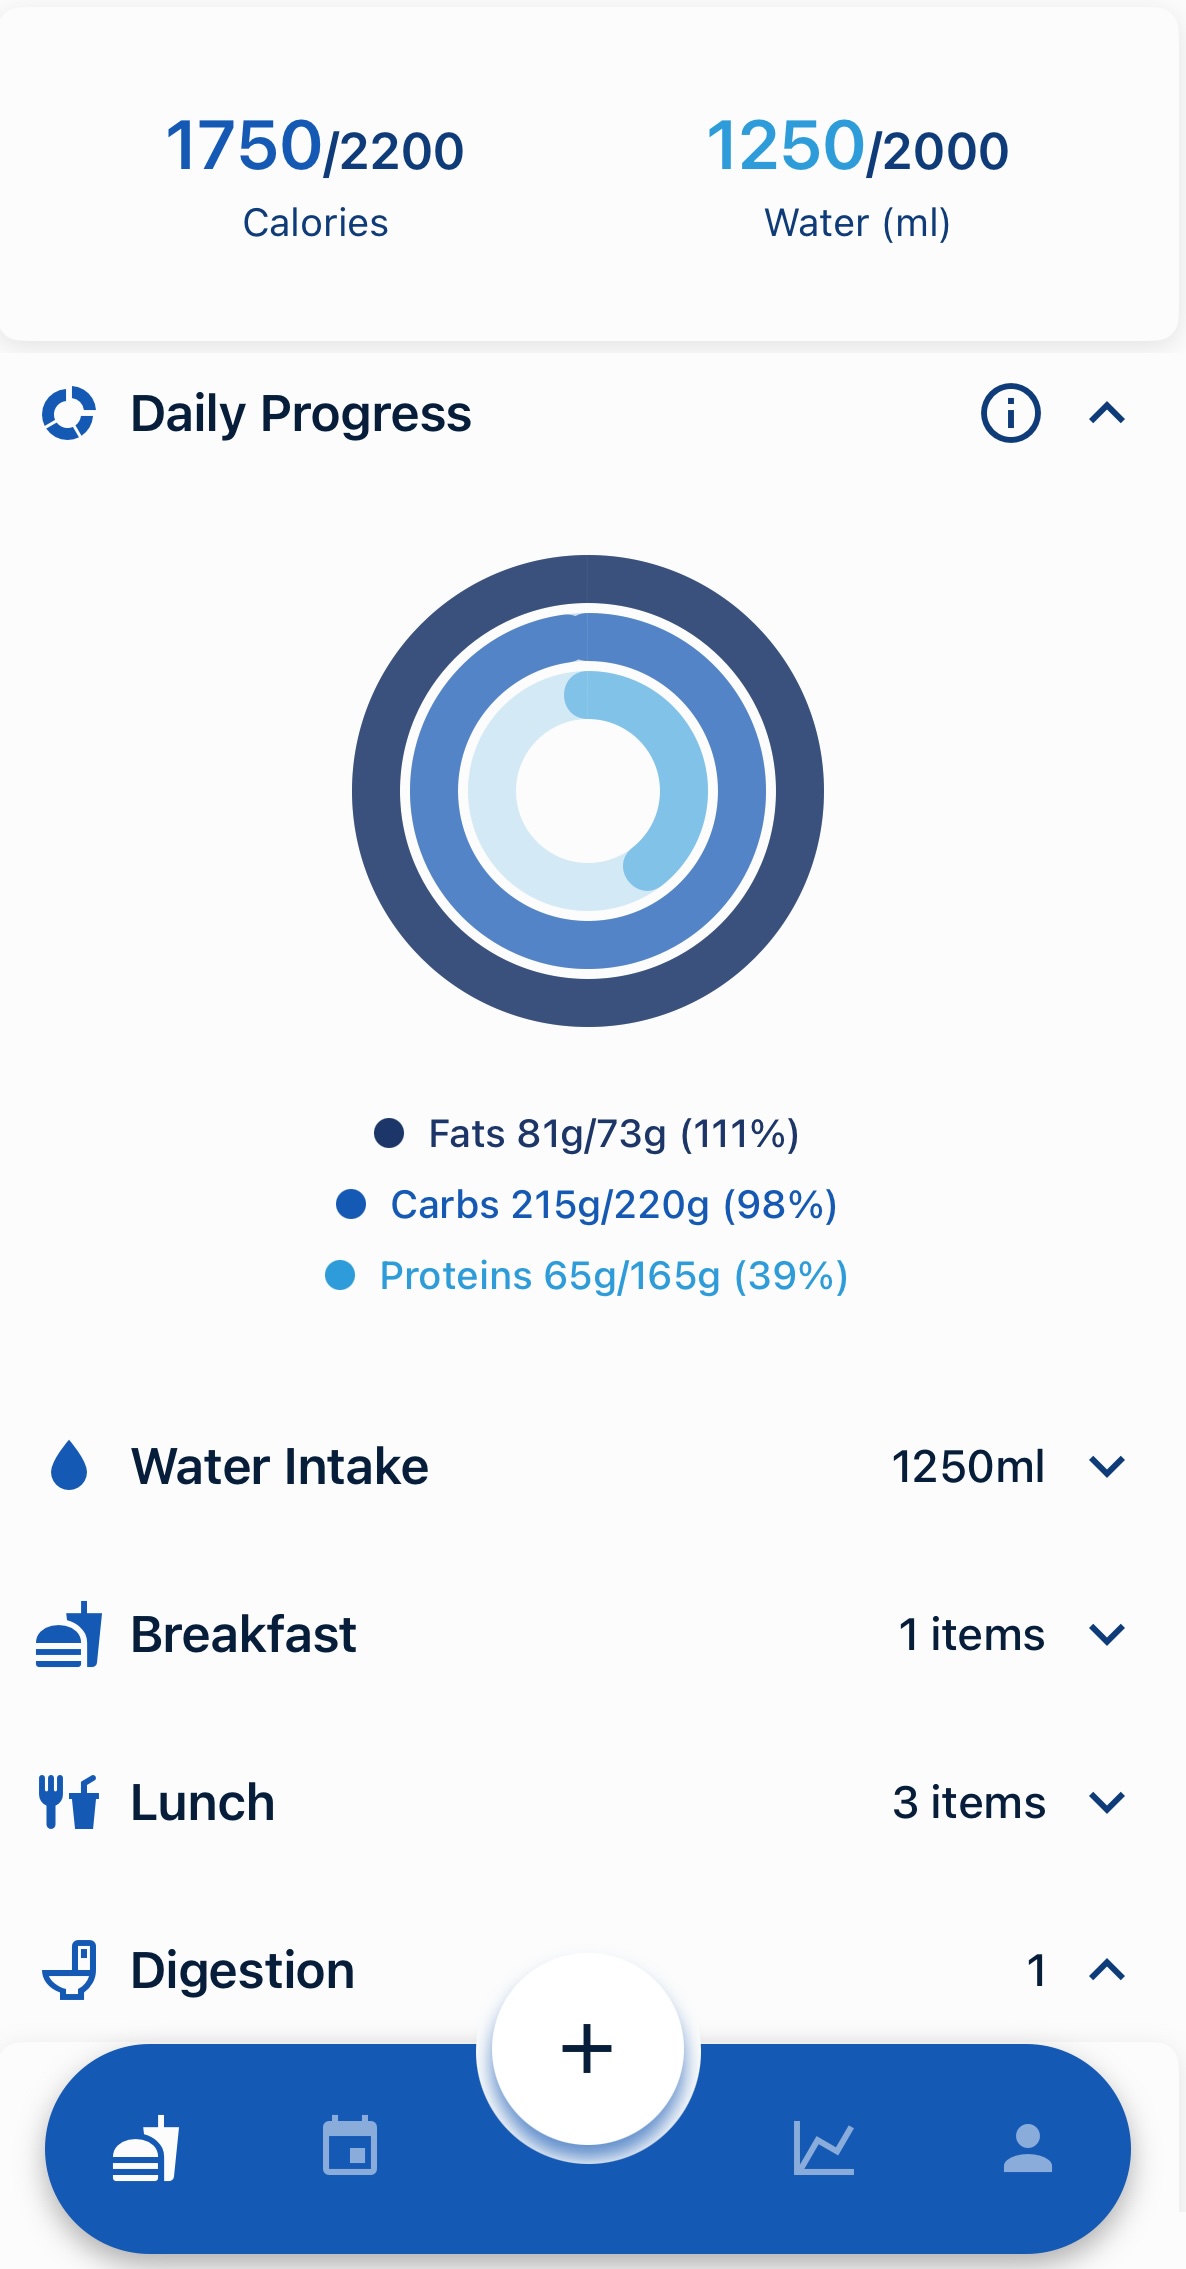 1750/2200
Calories
1250/2000
Water (ml)
Daily Progress
Fats 81g/73g (111%)
Carbs 215g/220g (98%)
Proteins 65g/165g (39%)
Water Intake 1250ml
Breakfast 1 items
Lunch 3 items
Digestion 1